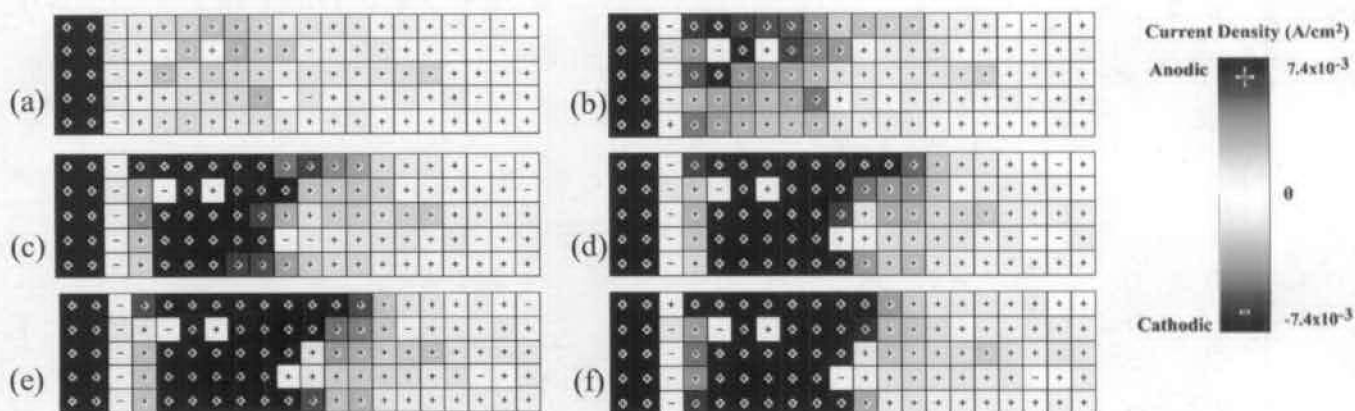 (a)
(b)
(c)
(d)
(e)
(f)
Current Density (A/cm²)
Anodic 7.4x10⁻³
0
Cathodic -7.4x10⁻³